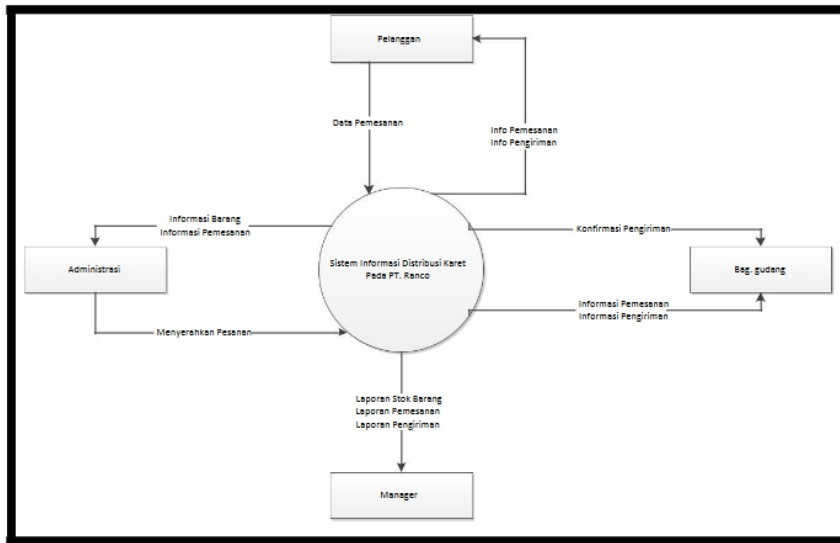 Pelanggan
Data Pemesanan
Info Pemesanan
Info Pengiriman
Informasi Barang
Informasi Pemesanan
Konfirmasi Pengiriman
Administrasi
Sistem Informasi Distribusi Karet
Pada PT. Ranco
Bag. gudang
Menyerahkan Pesanan
Informasi Pemesanan
Informasi Pengiriman
Laporan Stok Barang
Laporan Pemesanan
Laporan Pengiriman
Manager